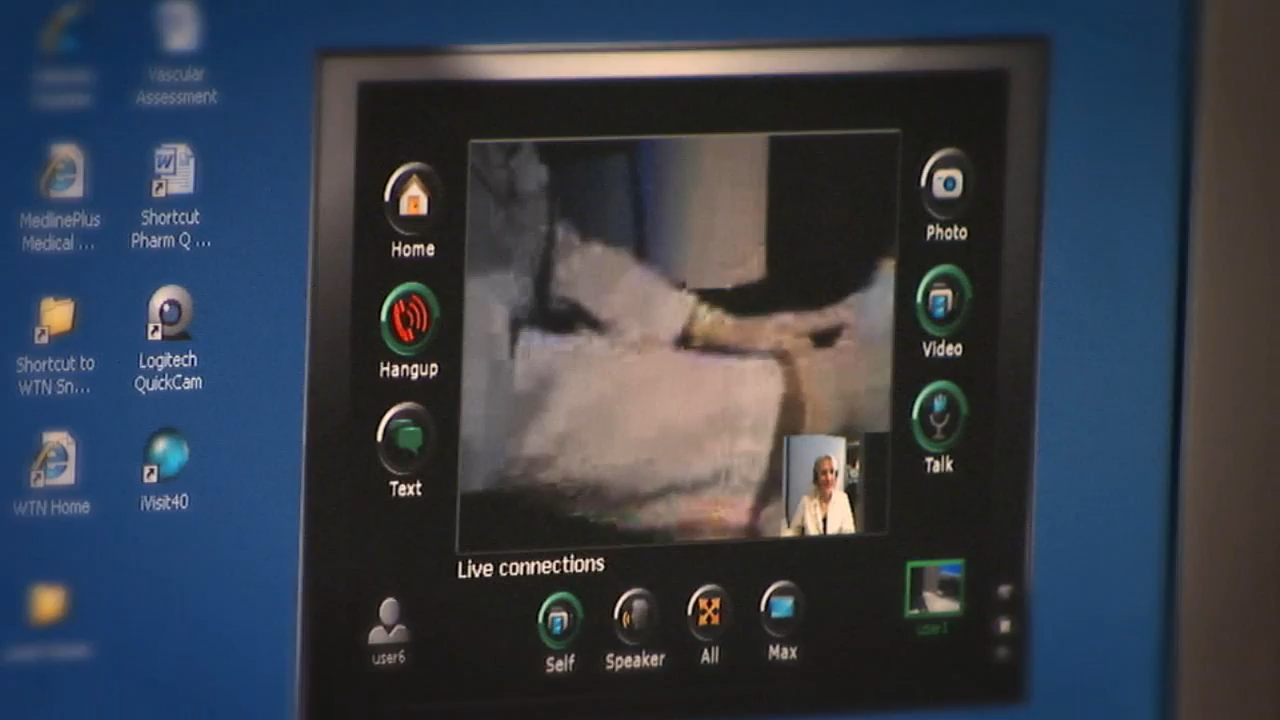 Vascular
Assessment
MedlinePlus
Medical ...
Shortcut
Pharm Q ...
Shortcut to
WTN Sn...
Logitech
QuickCam
WTN Home
iVisit40
Home
Hangup
Text
Photo
Video
Talk
Live connections
user6
Self
Speaker
All
Max
user1